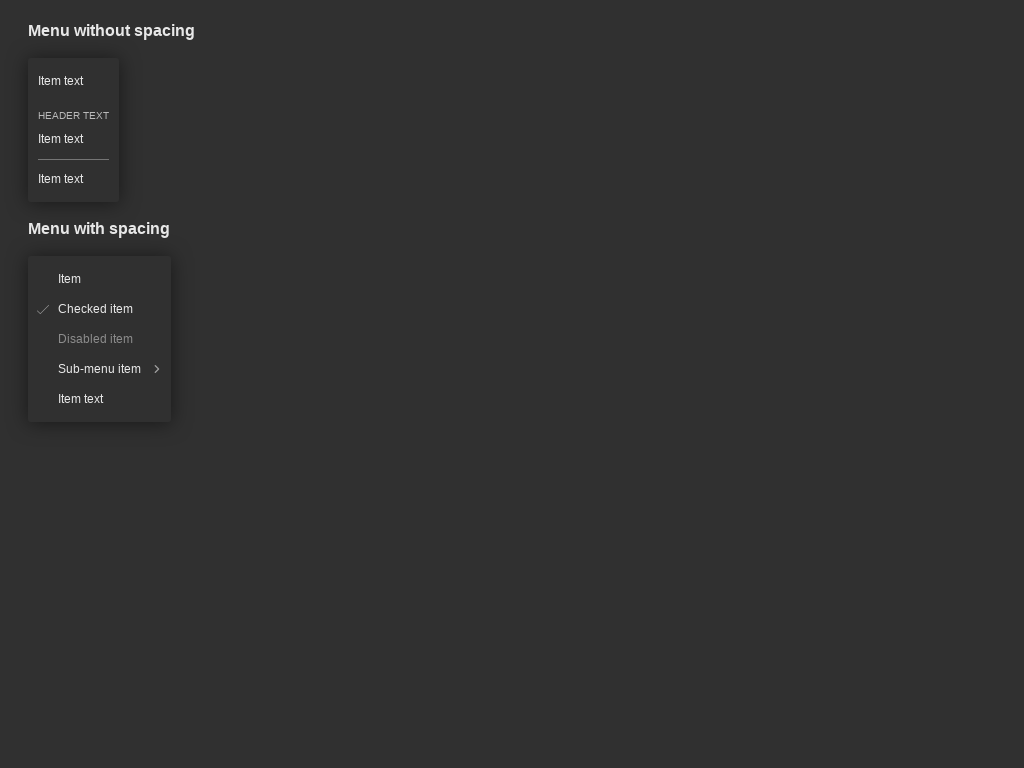 Menu without spacing
Item text
HEADER TEXT
Item text
Item text
Menu with spacing
Item
Checked item
Disabled item
Sub-menu item
Item text